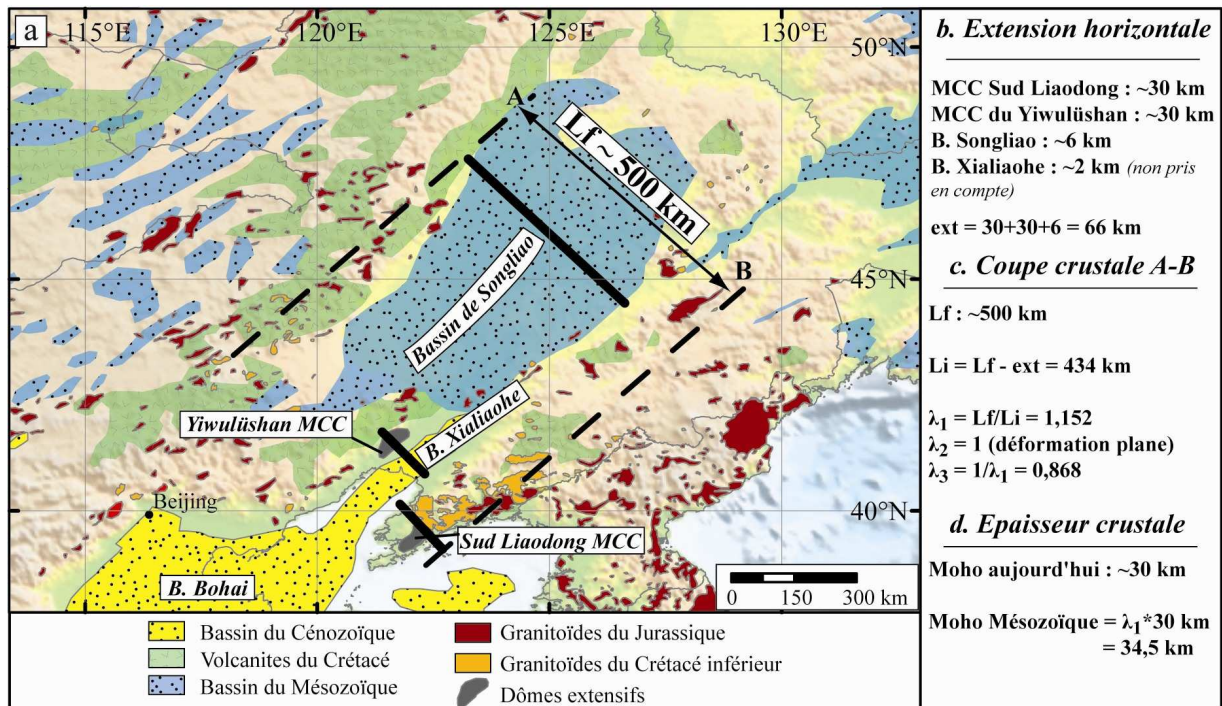 a
115°E
120°E
125°E
130°E
50°N
45°N
40°N
A
Lf ~ 500 km
B
Bassin de Songliao
Yiwulüshan MCC
B. Xialiaohe
Beijing
Sud Liaodong MCC
B. Bohai
0 150 300 km
Bassin du Cénozoïque
Volcanites du Crétacé
Bassin du Mésozoïque
Granitoïdes du Jurassique
Granitoïdes du Crétacé inférieur
Dômes extensifs
b. Extension horizontale
MCC Sud Liaodong : ~30 km
MCC du Yiwulüshan : ~30 km
B. Songliao : ~6 km
B. Xialiaohe : ~2 km (non pris
en compte)
ext = 30+30+6 = 66 km
c. Coupe crustale A-B
Lf : ~500 km
Li = Lf - ext = 434 km
λ1 = Lf/Li = 1,152
λ2 = 1 (déformation plane)
λ3 = 1/λ1 = 0,868
d. Epaisseur crustale
Moho aujourd'hui : ~30 km
Moho Mésozoïque = λ1*30 km
= 34,5 km